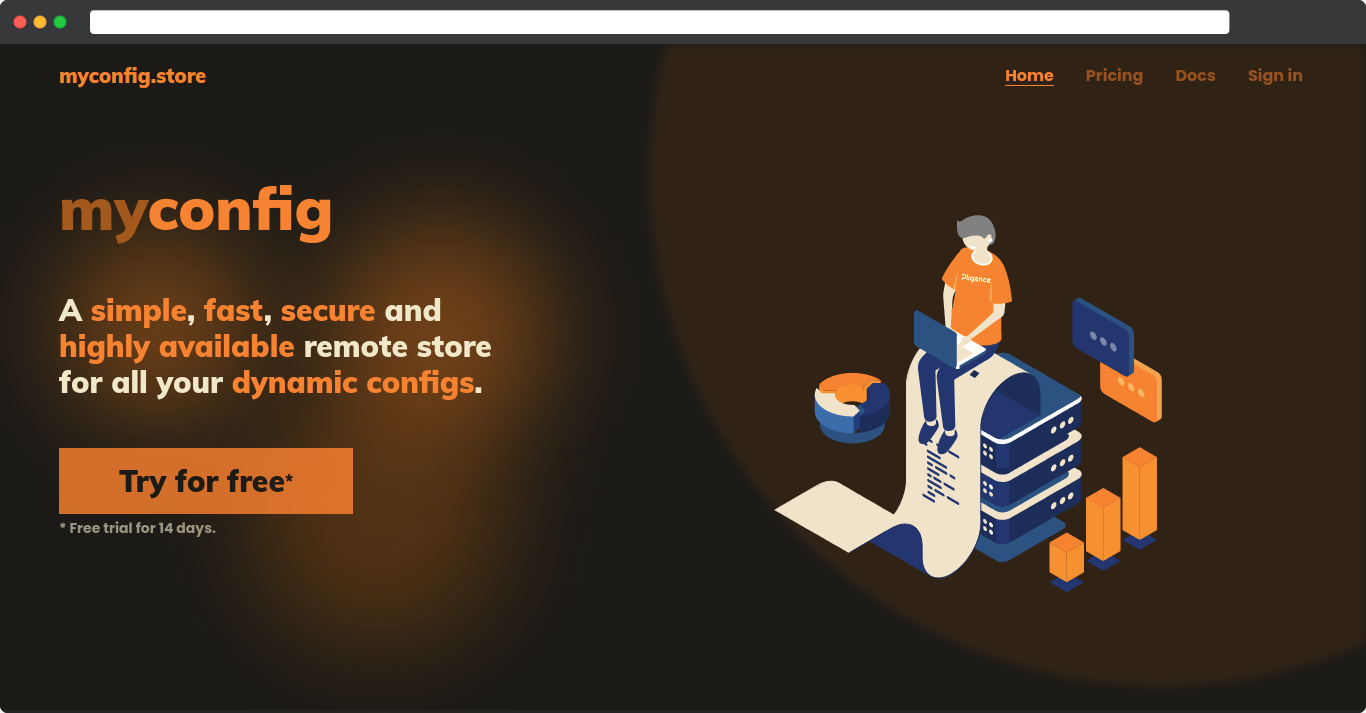 myconfig.store
Home Pricing Docs Sign in
myconfig
A simple, fast, secure and
highly available remote store
for all your dynamic configs.
Try for free*
* Free trial for 14 days.
Pligence